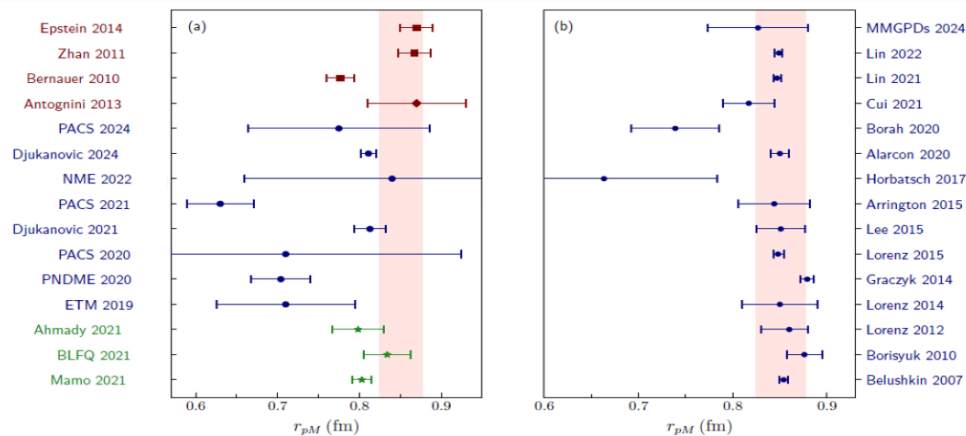 (a)
Epstein 2014
Zhan 2011
Bernauer 2010
Antognini 2013
PACS 2024
Djukanovic 2024
NME 2022
PACS 2021
Djukanovic 2021
PACS 2020
PNDME 2020
ETM 2019
Ahmady 2021
BLFQ 2021
Mamo 2021
0.6 0.7 0.8 0.9
r_{pM} (fm)
(b)
MMGPDs 2024
Lin 2022
Lin 2021
Cui 2021
Borah 2020
Alarcon 2020
Horbatsch 2017
Arrington 2015
Lee 2015
Lorenz 2015
Graczyk 2014
Lorenz 2014
Lorenz 2012
Borisyuk 2010
Belushkin 2007
0.6 0.7 0.8 0.9
r_{pM} (fm)